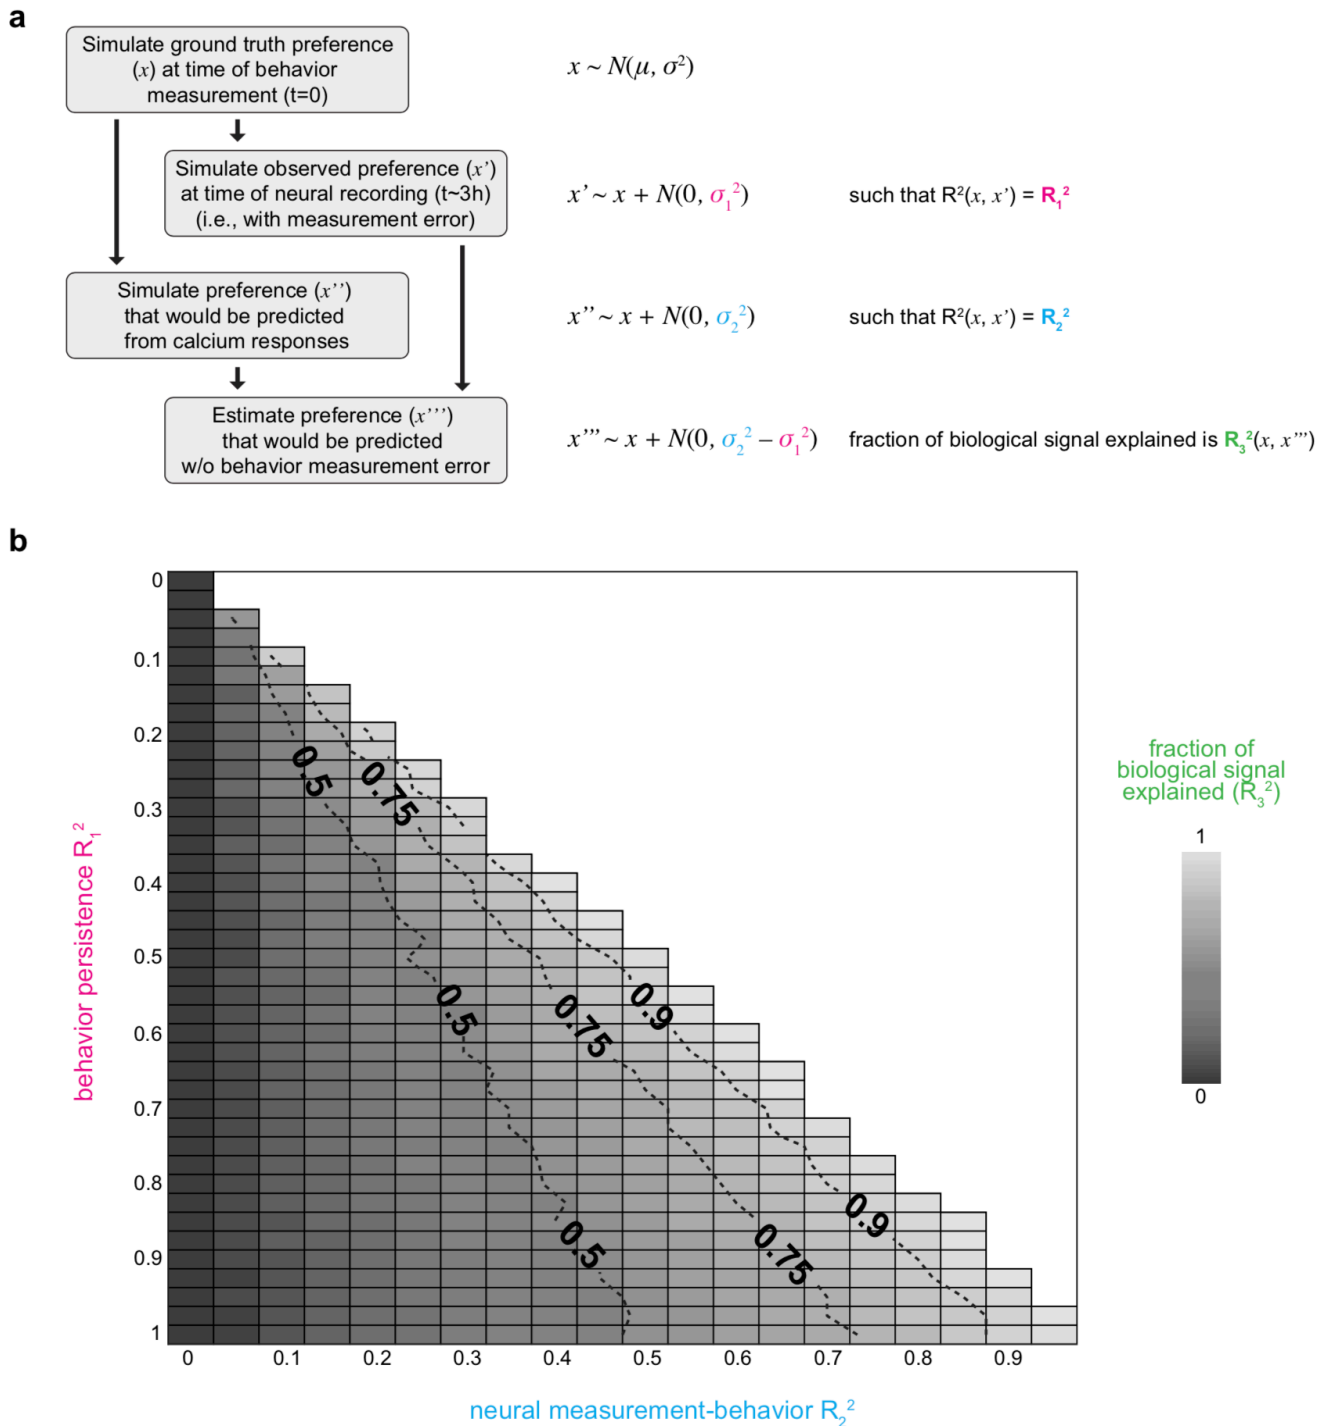 a
Simulate ground truth preference
(x) at time of behavior
measurement (t=0)
x ~ N(μ, σ²)
Simulate observed preference (x’)
at time of neural recording (t~3h)
(i.e., with measurement error)
x’ ~ x + N(0, σ₁²)
such that R²(x, x’) = R₁²
Simulate preference (x’’)
that would be predicted
from calcium responses
x’’ ~ x + N(0, σ₂²)
such that R²(x, x’) = R₂²
Estimate preference (x’’’)
that would be predicted
w/o behavior measurement error
x’’’ ~ x + N(0, σ₂² – σ₁²)
fraction of biological signal explained is R₃²(x, x’’’)
b
behavior persistence R₁²
0
0.1
0.2
0.3
0.4
0.5
0.6
0.7
0.8
0.9
1
0.5
0.75
0.5
0.75
0.9
0.5
0.75
0.9
0 0.1 0.2 0.3 0.4 0.5 0.6 0.7 0.8 0.9
neural measurement-behavior R₂²
fraction of
biological signal
explained (R₃²)
1
0